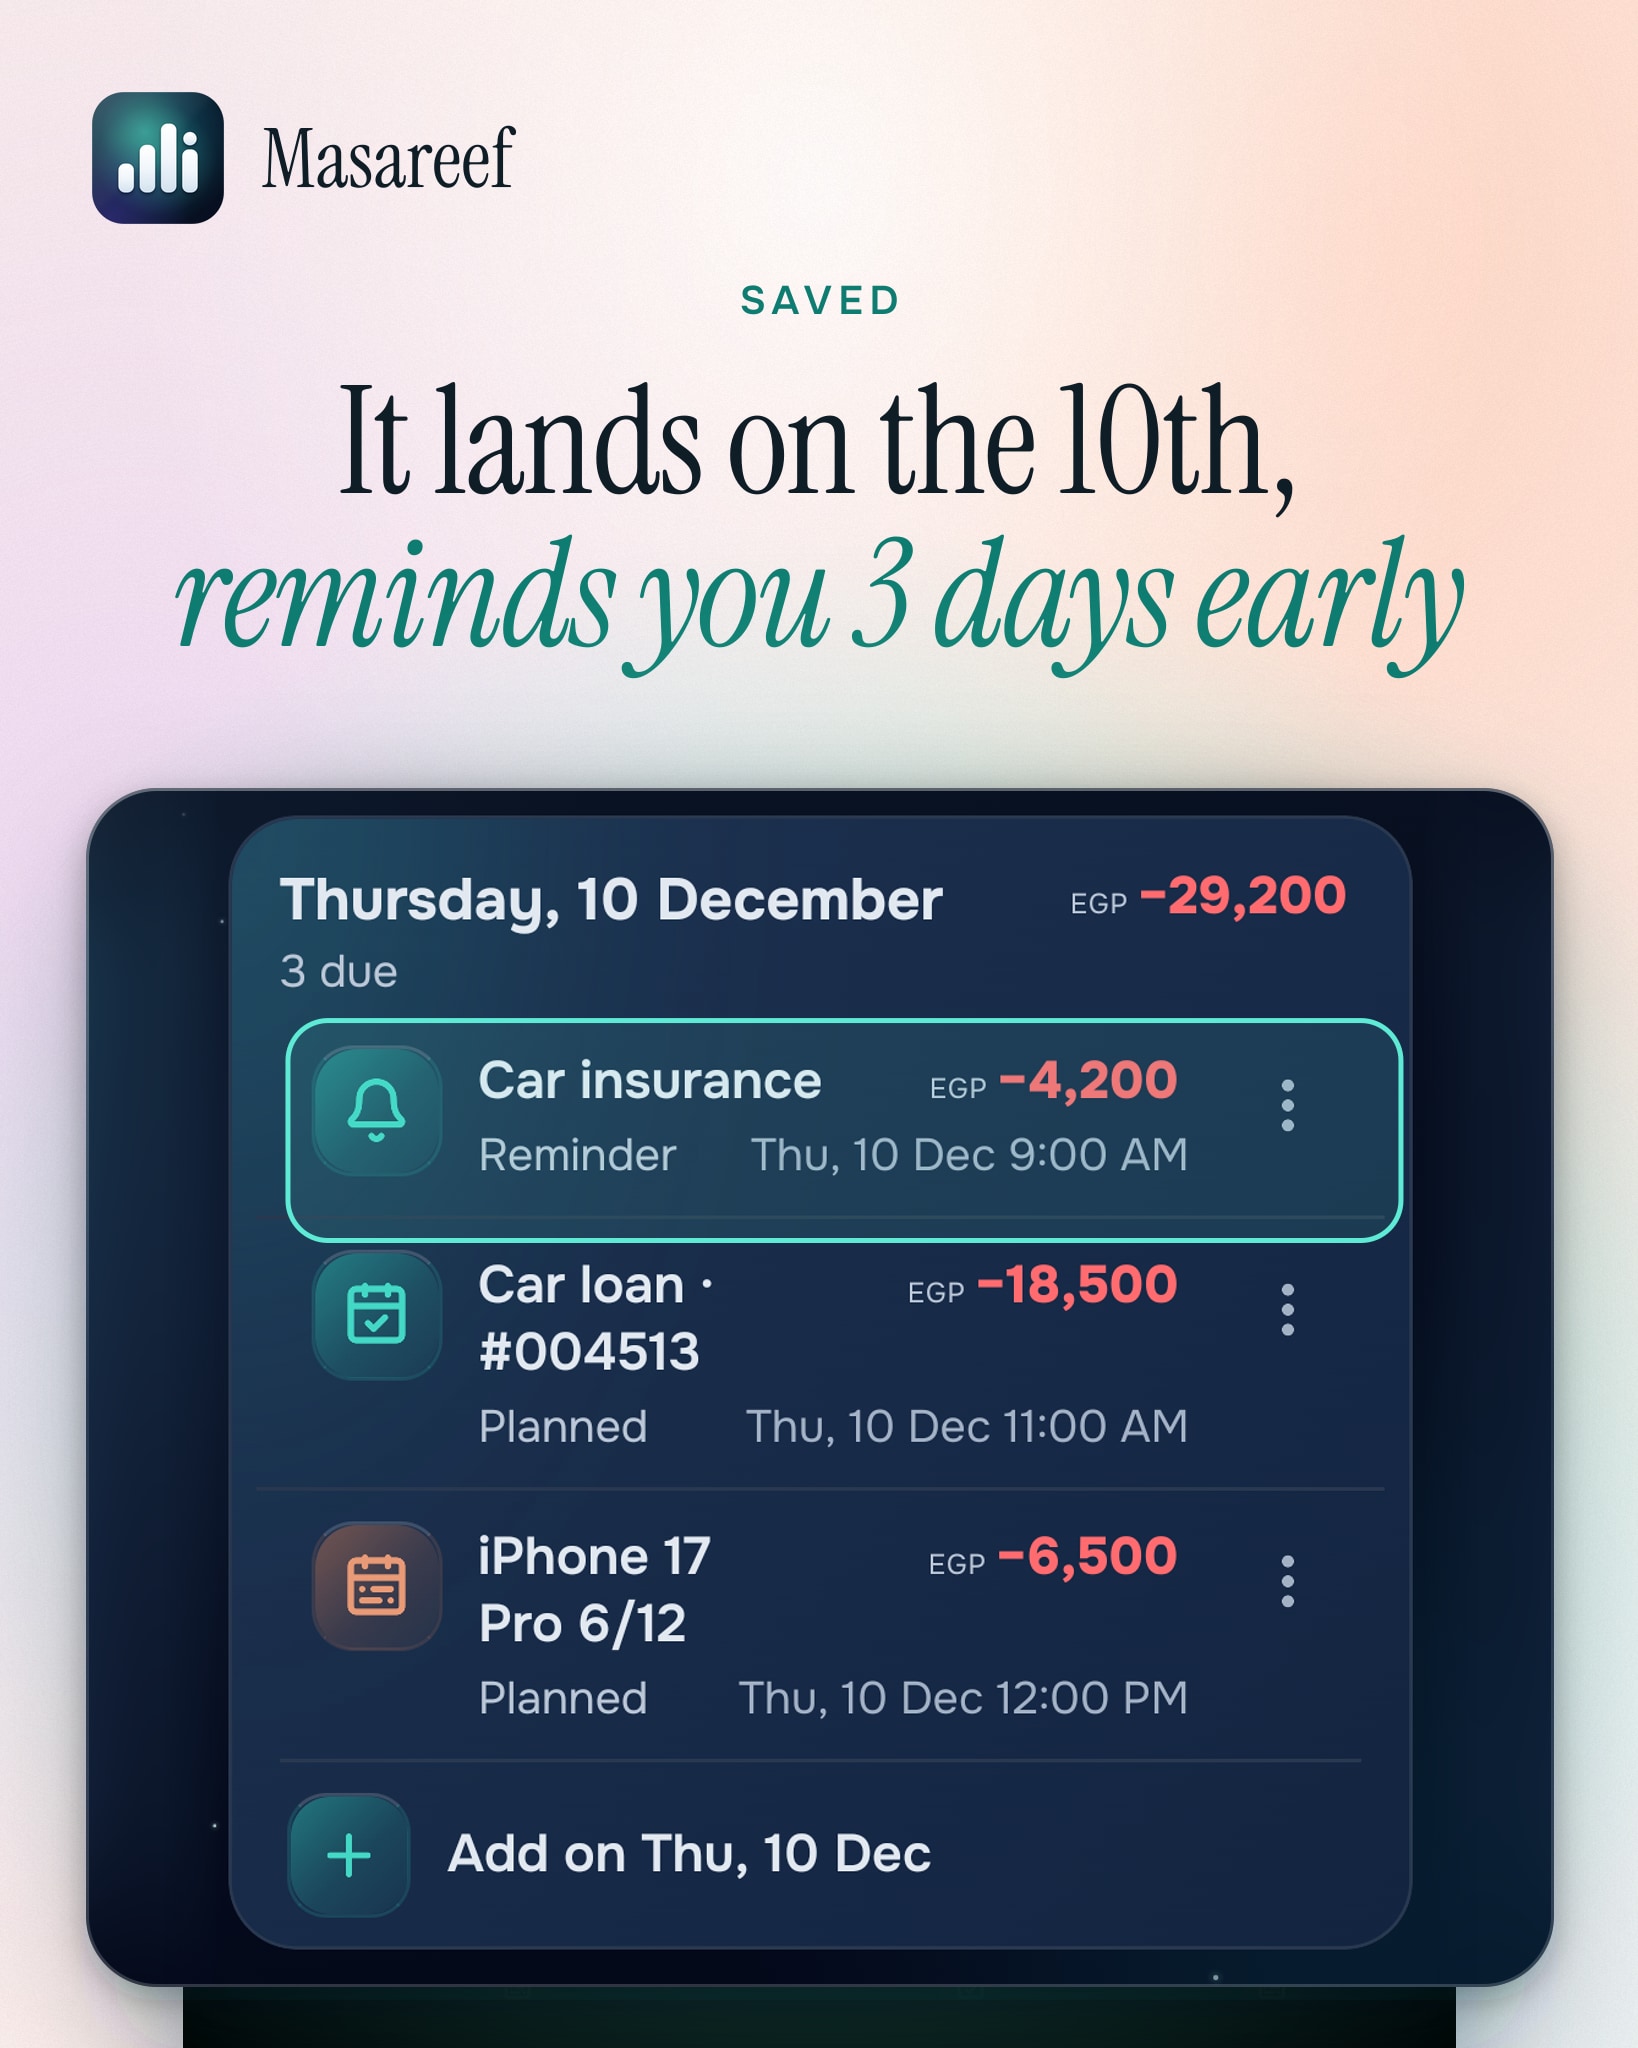 Masareef
SAVED
It lands on the 10th,
reminds you 3 days early
Thursday, 10 December EGP −29,200
3 due
Car insurance EGP −4,200
Reminder Thu, 10 Dec 9:00 AM
Car loan · EGP −18,500
#004513
Planned Thu, 10 Dec 11:00 AM
iPhone 17 EGP −6,500
Pro 6/12
Planned Thu, 10 Dec 12:00 PM
Add on Thu, 10 Dec